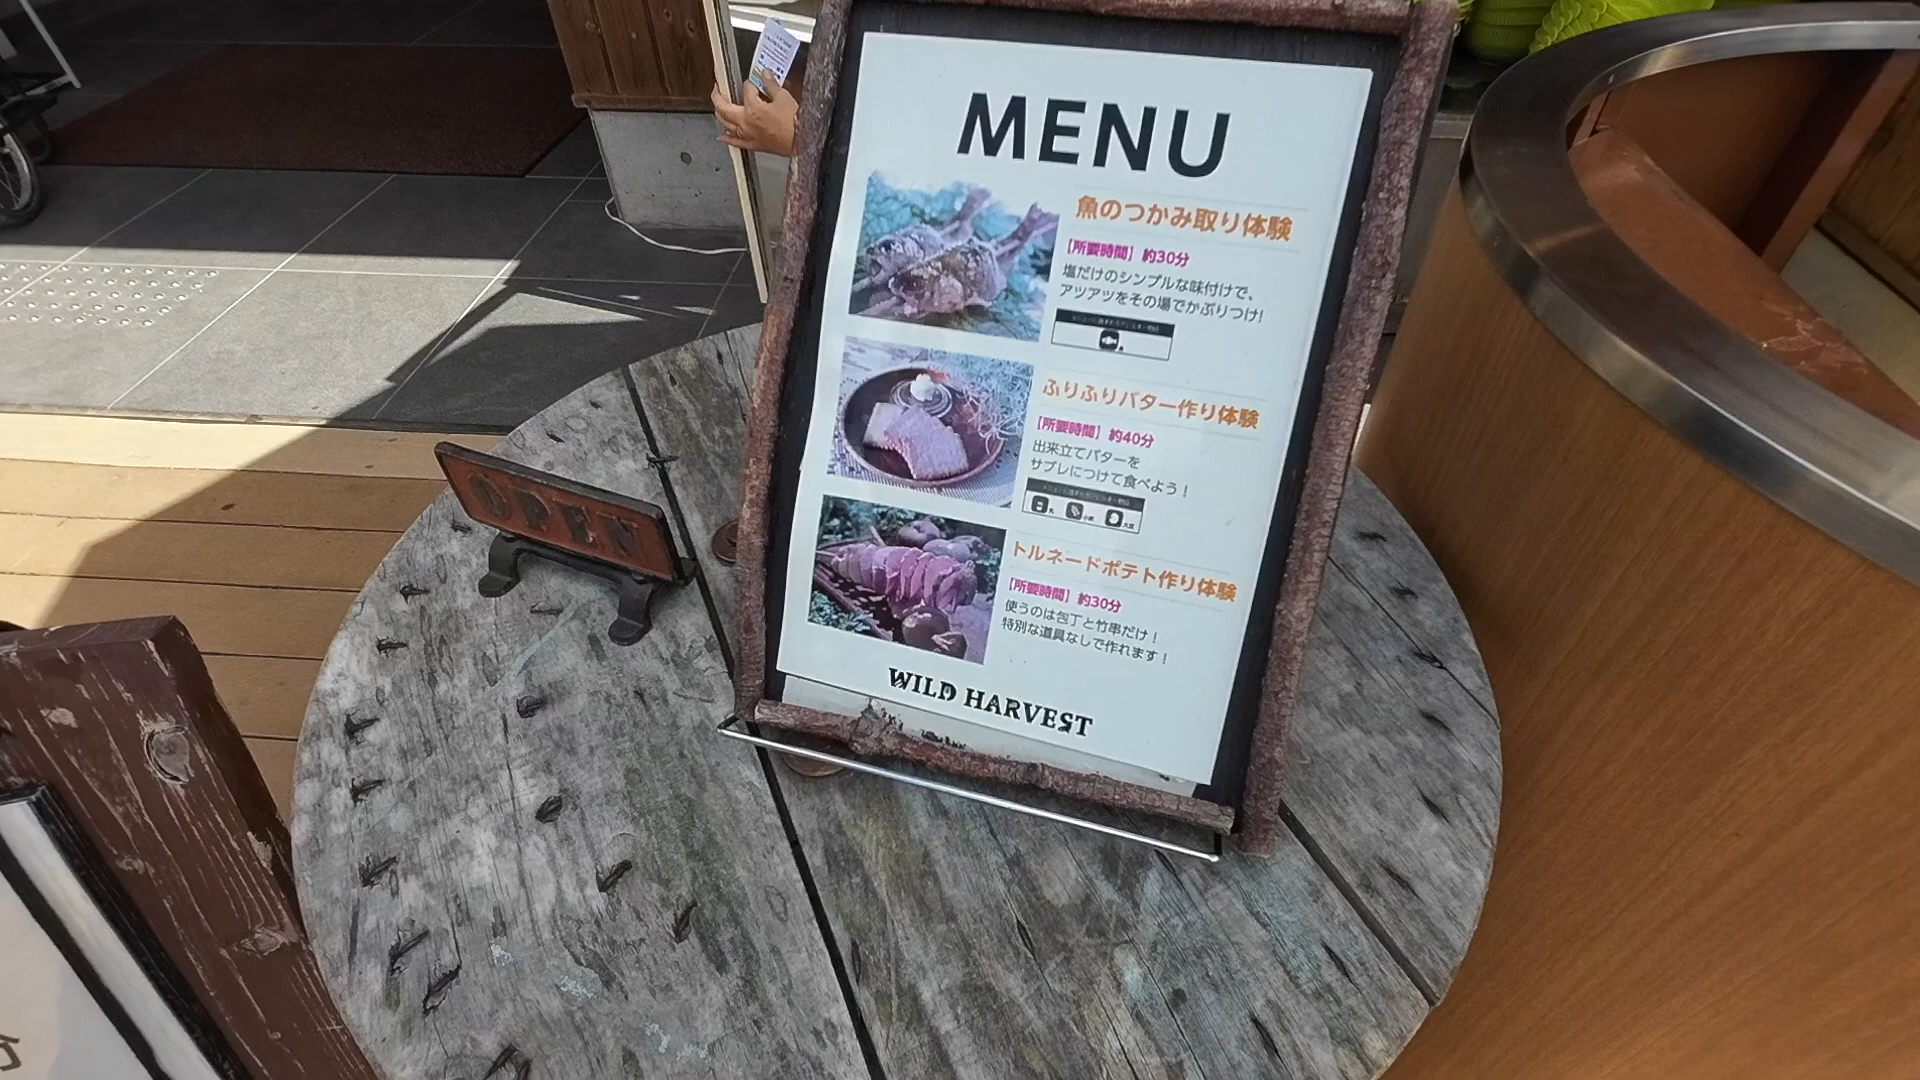 MENU
魚のつかみ取り体験
【所要時間】約30分
塩だけのシンプルな味付けで、
アツアツをその場でかぶりつけ!
ふりふりバター作り体験
【所要時間】約40分
出来立てバターを
サブレにつけて食べよう！
トルネードポテト作り体験
【所要時間】約30分
使うのは包丁と竹串だけ！
特別な道具なしで作れます！
WILD HARVEST
OPEN